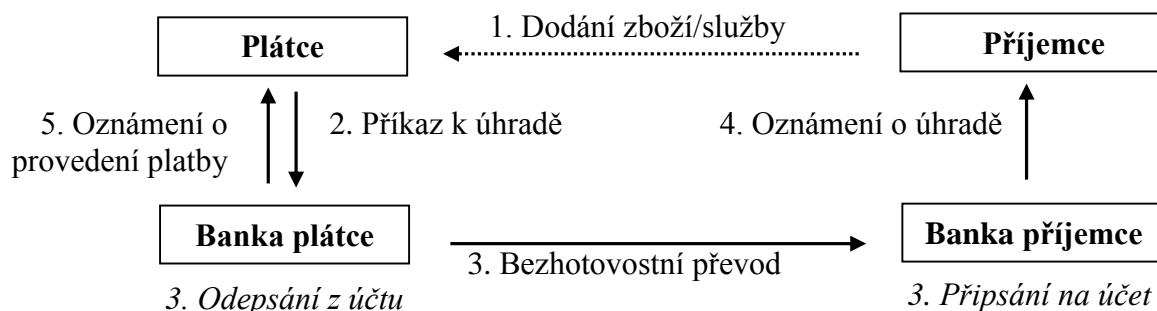 1. Dodání zboží/služby
Plátce
Příjemce
5. Oznámení o
provedení platby
2. Příkaz k úhradě
4. Oznámení o úhradě
Banka plátce
Banka příjemce
3. Bezhotovostní převod
3. Odepsání z účtu
3. Připsání na účet